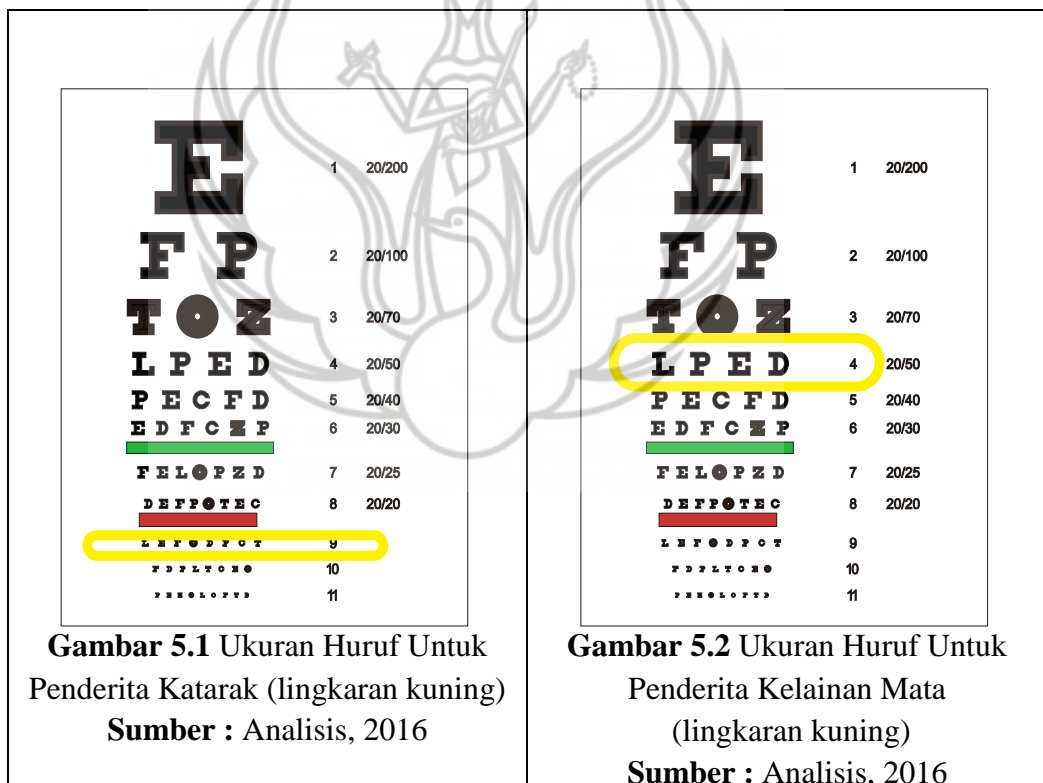 E 1 20/200
F P 2 20/100
T O Z 3 20/70
L P E D 4 20/50
P E C F D 5 20/40
E D F C Z P 6 20/30
F E L O P Z D 7 20/25
D E F P O T E C 8 20/20
L E F O D P C T 9
F D P L T C E O 10
11
Gambar 5.1 Ukuran Huruf Untuk
Penderita Katarak (lingkaran kuning)
Sumber : Analisis, 2016
E 1 20/200
F P 2 20/100
T O Z 3 20/70
L P E D 4 20/50
P E C F D 5 20/40
E D F C Z P 6 20/30
F E L O P Z D 7 20/25
D E F P O T E C 8 20/20
L E F O D P C T 9
F D P L T C E O 10
11
Gambar 5.2 Ukuran Huruf Untuk
Penderita Kelainan Mata
(lingkaran kuning)
Sumber : Analisis, 2016